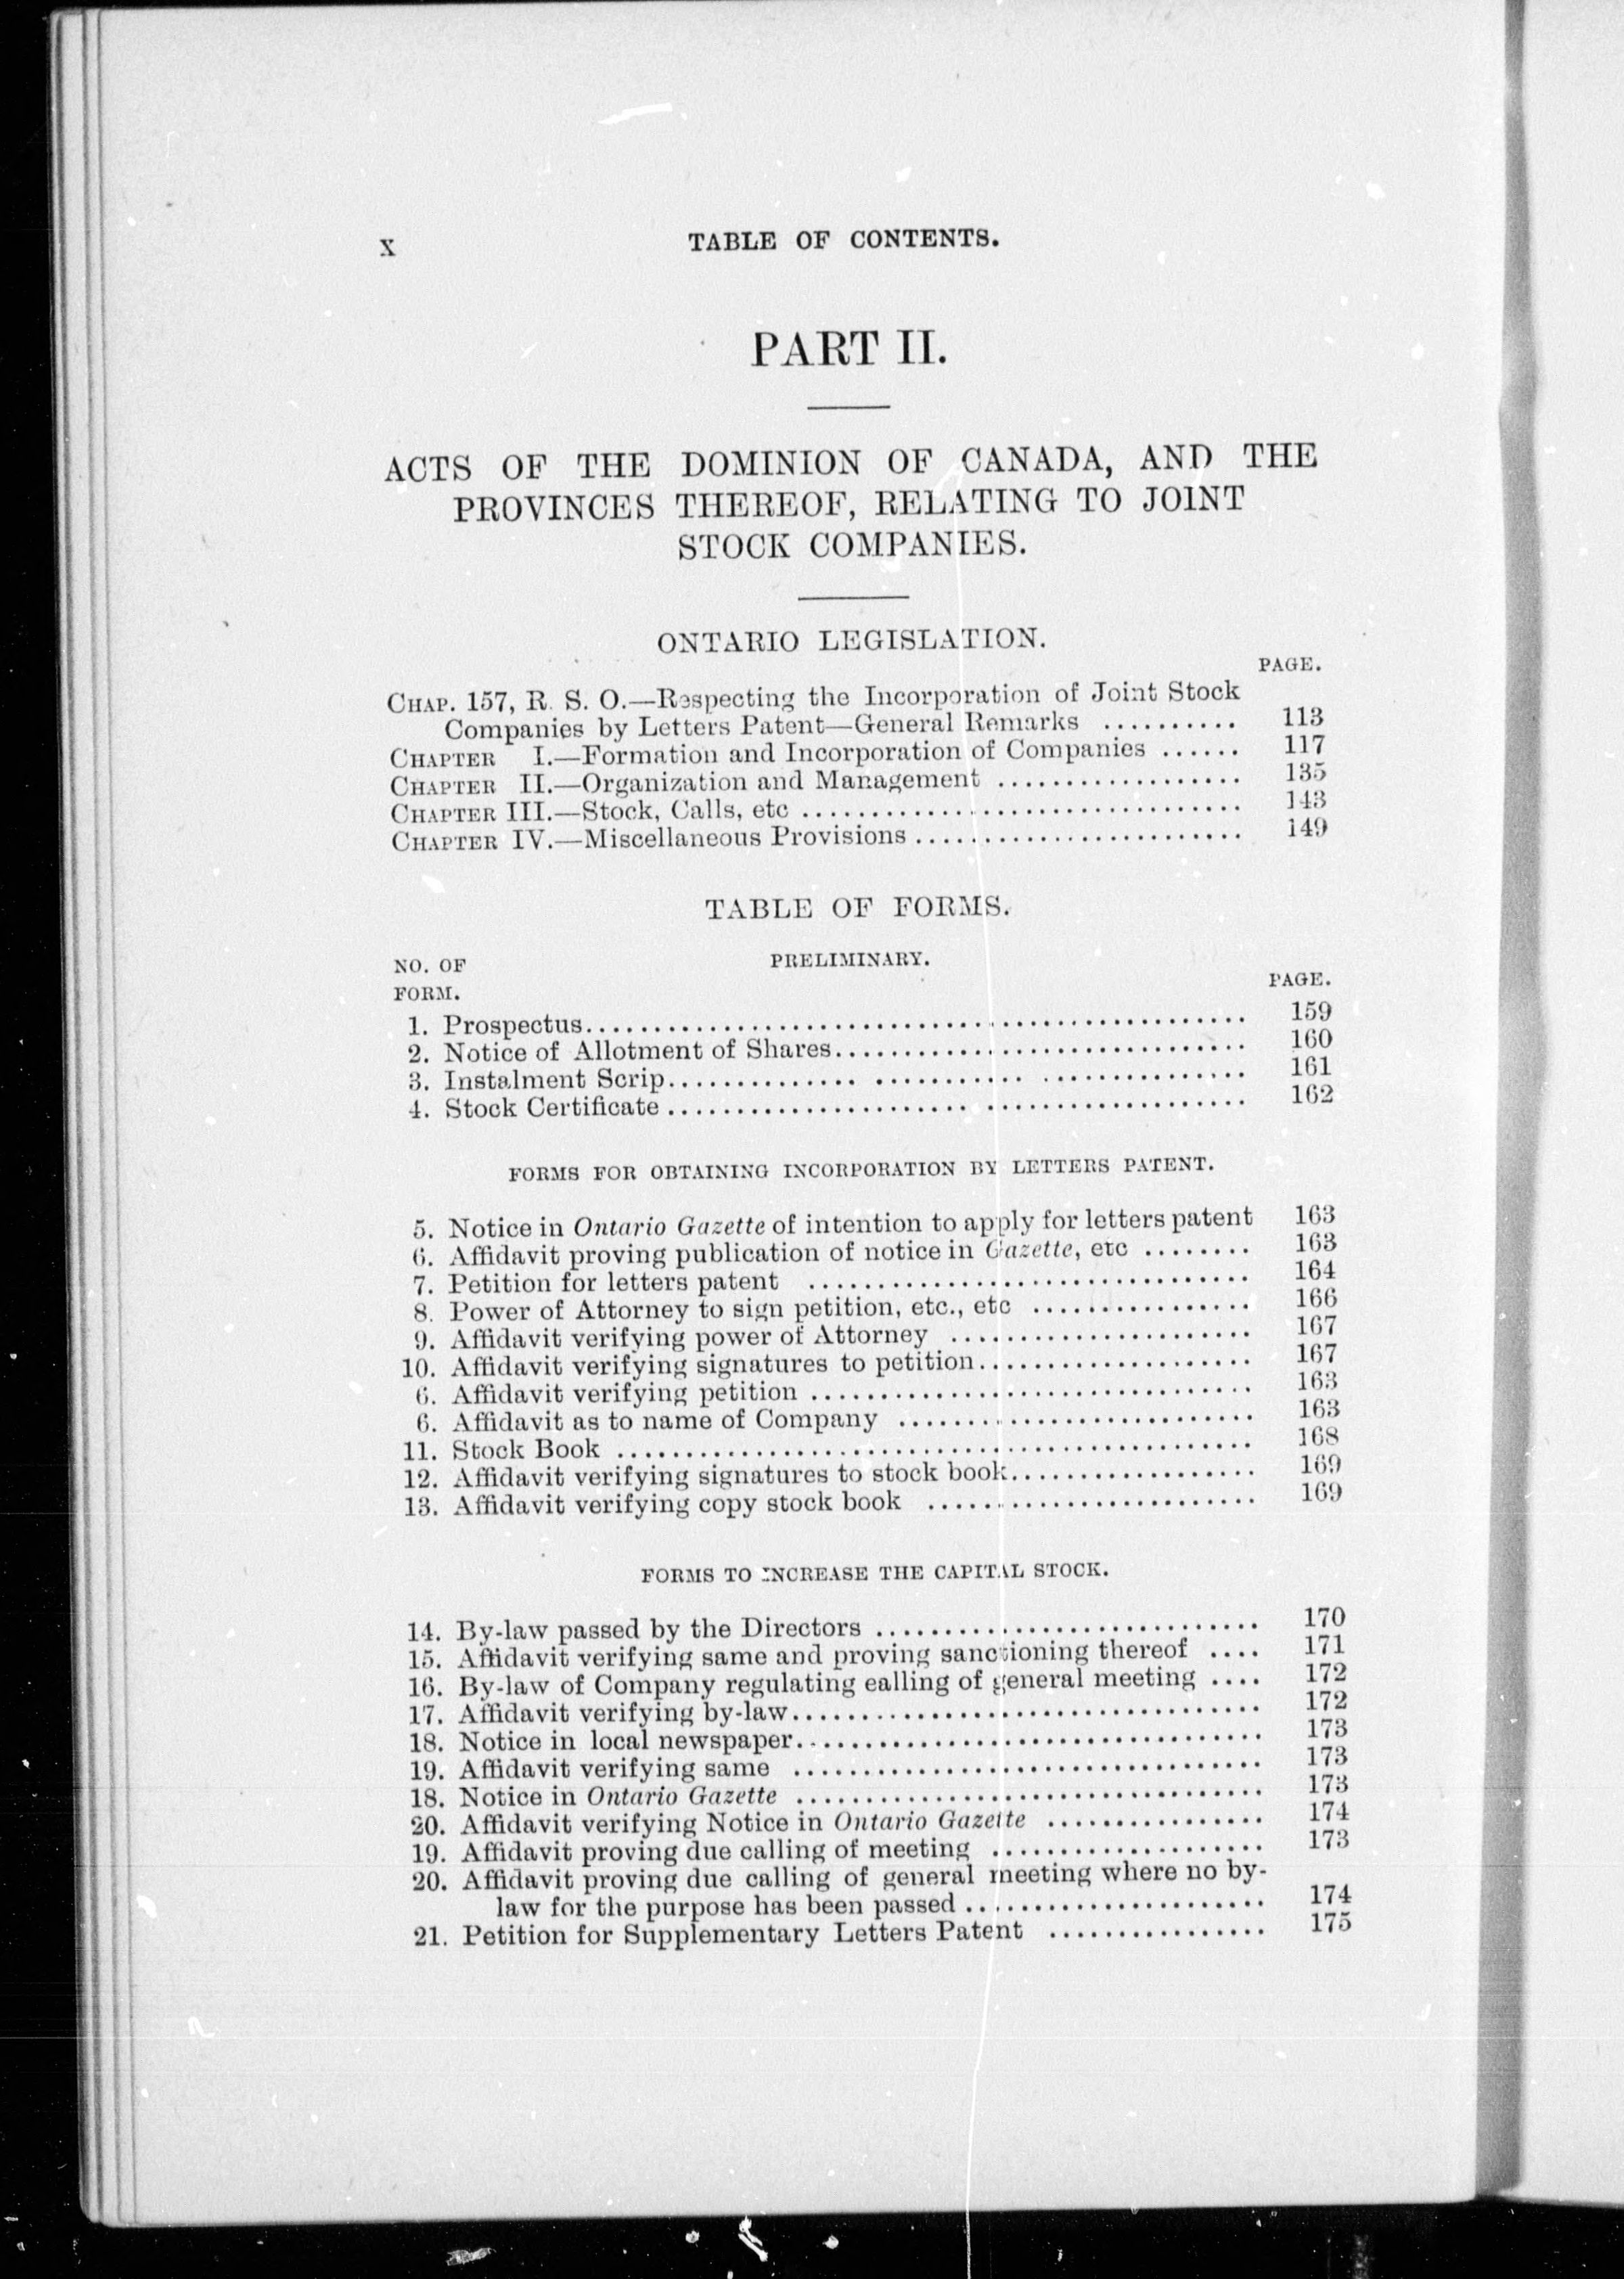 x TABLE OF CONTENTS.
PART II.
ACTS OF THE DOMINION OF CANADA, AND THE
PROVINCES THEREOF, RELATING TO JOINT
STOCK COMPANIES.
ONTARIO LEGISLATION.
PAGE.
CHAP. 157, R. S. O.—Respecting the Incorporation of Joint Stock
Companies by Letters Patent—General Remarks .......... 113
CHAPTER I.—Formation and Incorporation of Companies ...... 117
CHAPTER II.—Organization and Management .................. 135
CHAPTER III.—Stock, Calls, etc ................................ 143
CHAPTER IV.—Miscellaneous Provisions ........................ 149
TABLE OF FORMS.
NO. OF PRELIMINARY.
FORM. PAGE.
1. Prospectus................................................ 159
2. Notice of Allotment of Shares.............................. 160
3. Instalment Scrip.......................................... 161
4. Stock Certificate .......................................... 162
FORMS FOR OBTAINING INCORPORATION BY LETTERS PATENT.
5. Notice in Ontario Gazette of intention to apply for letters patent 163
6. Affidavit proving publication of notice in Gazette, etc ........ 163
7. Petition for letters patent ................................ 164
8. Power of Attorney to sign petition, etc., etc ................ 166
9. Affidavit verifying power of Attorney ...................... 167
10. Affidavit verifying signatures to petition.................... 167
6. Affidavit verifying petition ................................ 163
6. Affidavit as to name of Company .......................... 163
11. Stock Book .............................................. 168
12. Affidavit verifying signatures to stock book.................. 169
13. Affidavit verifying copy stock book ........................ 169
FORMS TO INCREASE THE CAPITAL STOCK.
14. By-law passed by the Directors ............................ 170
15. Affidavit verifying same and proving sanctioning thereof .... 171
16. By-law of Company regulating ealling of general meeting .... 172
17. Affidavit verifying by-law.................................. 172
18. Notice in local newspaper.................................. 173
19. Affidavit verifying same .................................. 173
18. Notice in Ontario Gazette .................................. 173
20. Affidavit verifying Notice in Ontario Gazette ................ 174
19. Affidavit proving due calling of meeting .................... 173
20. Affidavit proving due calling of general meeting where no by-
law for the purpose has been passed ...................... 174
21. Petition for Supplementary Letters Patent ................ 175